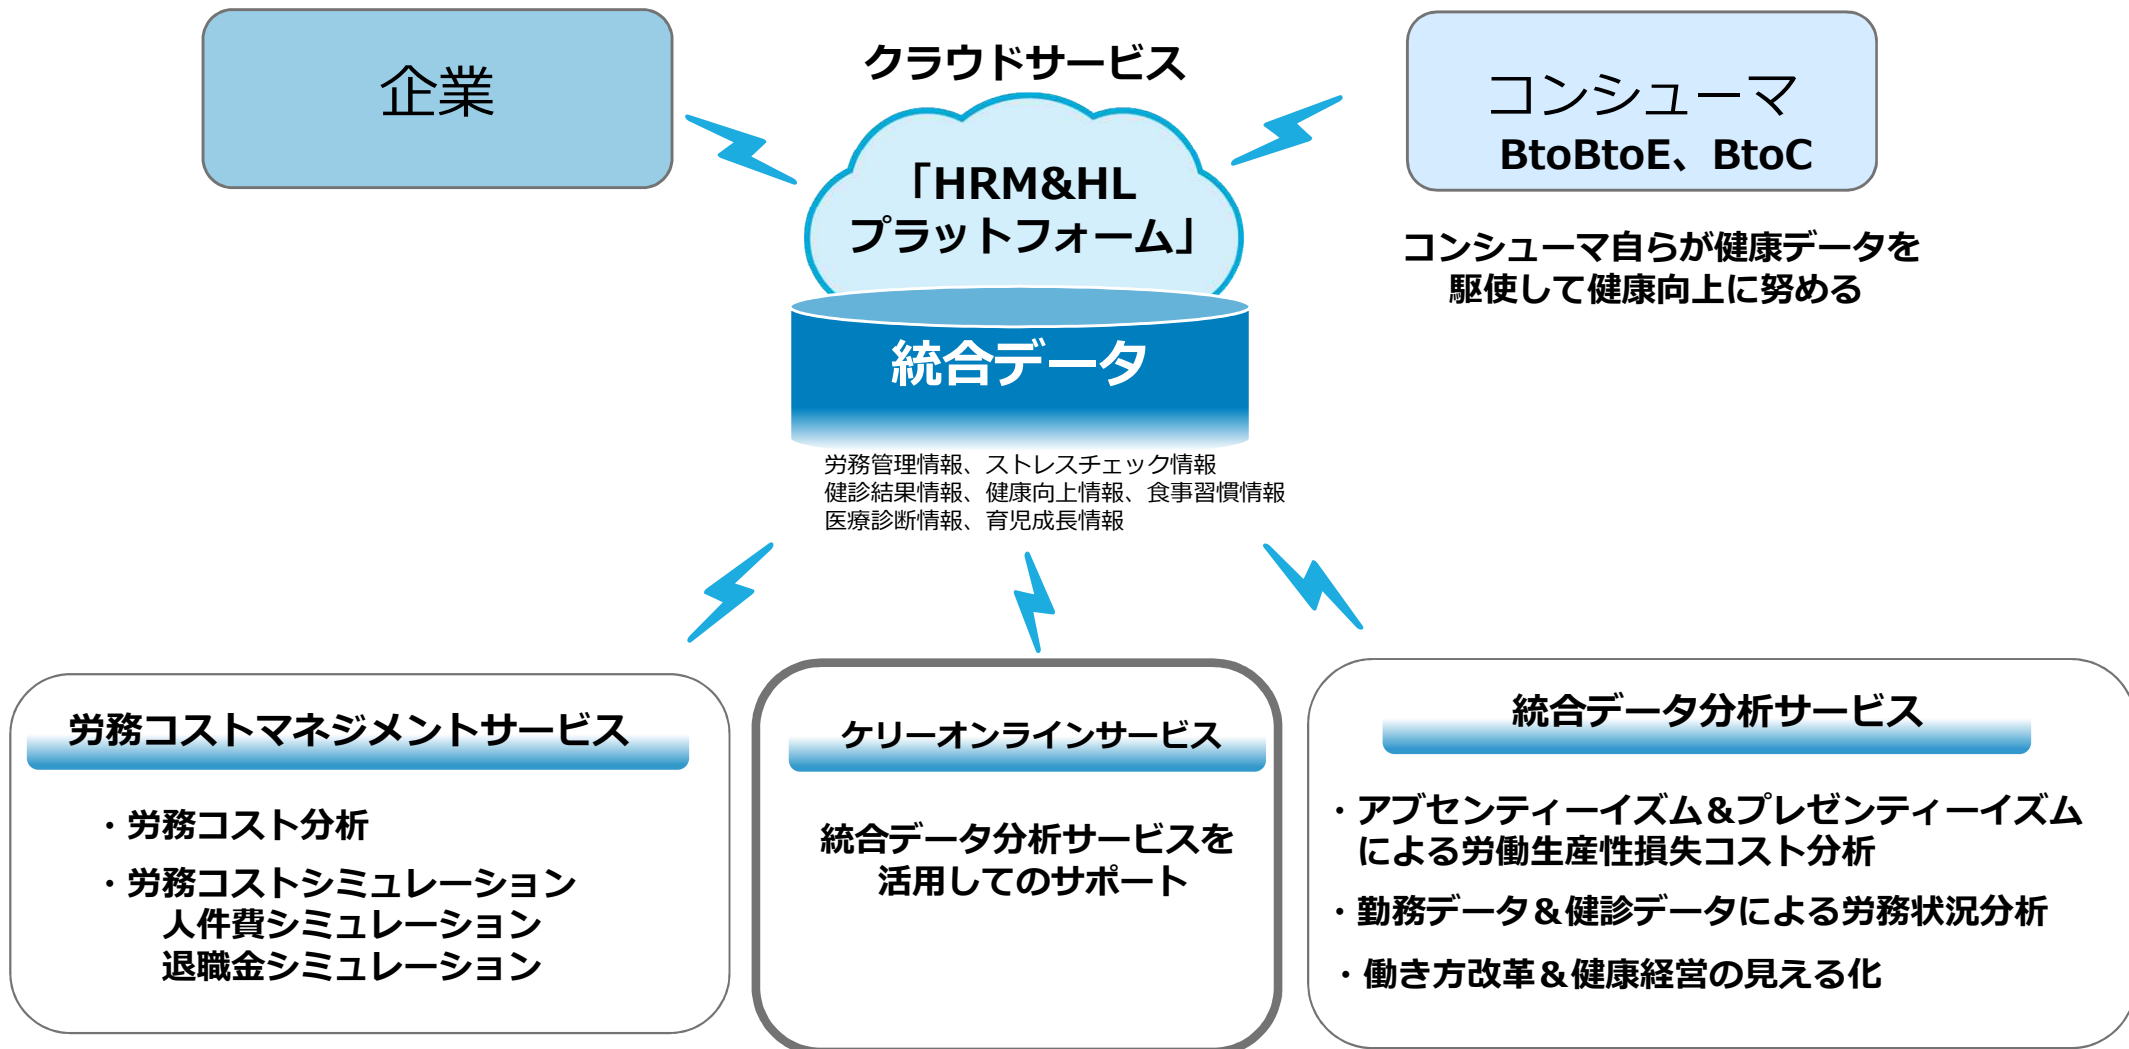 企業
クラウドサービス
「HRM&HL
プラットフォーム」
コンシューマ
BtoBtoE、BtoC
コンシューマ自らが健康データを
駆使して健康向上に努める
統合データ
労務管理情報、ストレスチェック情報
健診結果情報、健康向上情報、食事習慣情報
医療診断情報、育児成長情報
労務コストマネジメントサービス
・労務コスト分析
・労務コストシミュレーション
人件費シミュレーション
退職金シミュレーション
ケリーオンラインサービス
統合データ分析サービスを
活用してのサポート
統合データ分析サービス
・アブセンティーイズム&プレゼンティーイズム
による労働生産性損失コスト分析
・勤務データ&健診データによる労務状況分析
・働き方改革&健康経営の見える化